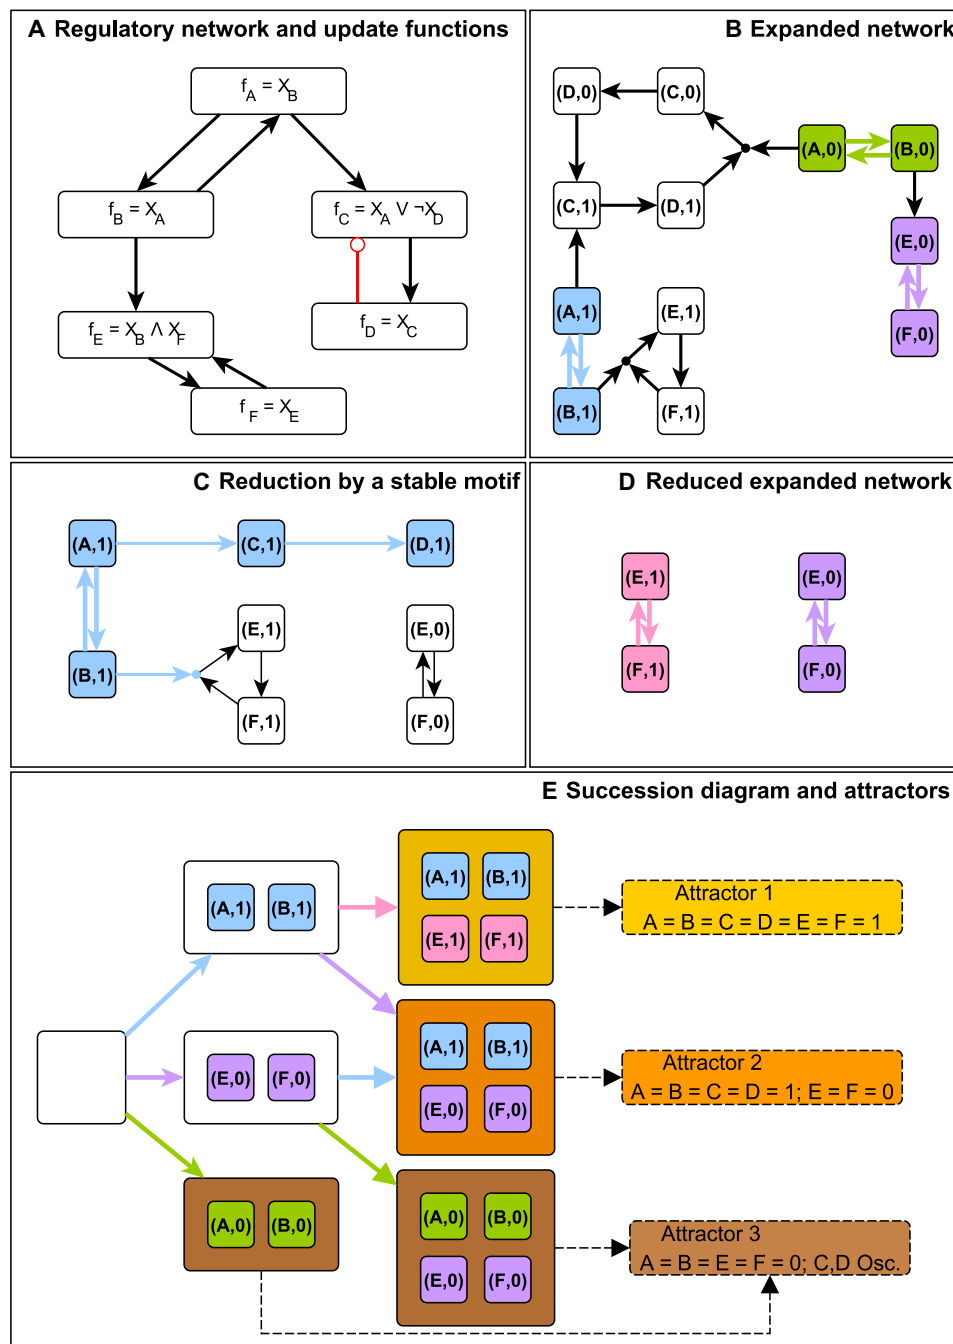 A Regulatory network and update functions
f_A = X_B
f_B = X_A
f_C = X_A V ¬X_D
f_E = X_B Λ X_F
f_D = X_C
f_F = X_E
B Expanded network
(D,0)
(C,0)
(A,0)
(B,0)
(C,1)
(D,1)
(E,0)
(A,1)
(E,1)
(F,0)
(B,1)
(F,1)
C Reduction by a stable motif
(A,1)
(C,1)
(D,1)
(E,1)
(E,0)
(B,1)
(F,1)
(F,0)
D Reduced expanded network
(E,1)
(E,0)
(F,1)
(F,0)
E Succession diagram and attractors
(A,1) (B,1)
(A,1) (B,1)
(E,1) (F,1)
Attractor 1
A = B = C = D = E = F = 1
(E,0) (F,0)
(A,1) (B,1)
(E,0) (F,0)
Attractor 2
A = B = C = D = 1; E = F = 0
(A,0) (B,0)
(A,0) (B,0)
(E,0) (F,0)
Attractor 3
A = B = E = F = 0; C,D Osc.